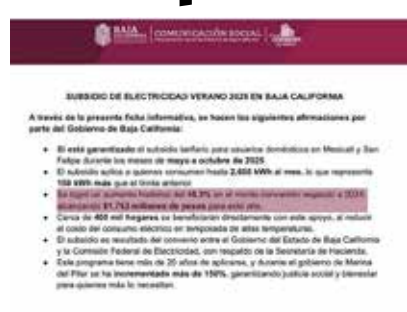 BAJA CALIFORNIA COMUNICACIÓN SOCIAL
SUBSIDIO DE ELECTRICIDAD VERANO 2025 EN BAJA CALIFORNIA
A través de la presente ficha informativa, se hacen las siguientes afirmaciones por
parte del Gobierno de Baja California:
• El está garantizado el subsidio tarifario para usuarios domésticos en Mexicali y San
Felipe durante los meses de mayo a octubre de 2025.
• El subsidio aplica a quienes consumen hasta 2,600 kWh al mes, lo que representa
100 kWh más que el límite anterior.
• Se logró un aumento histórico del en el monto convenido respecto a 2024,
alcanzando $1,763 millones de pesos para este año.
• Cerca de 400 mil hogares se beneficiarán directamente con este apoyo, al reducir
el costo del consumo eléctrico en temporada de altas temperaturas.
• El subsidio es resultado del convenio entre el Gobierno del Estado de Baja California
y la Comisión Federal de Electricidad, con respaldo de la Secretaría de Hacienda.
• Este programa tiene más de 20 años de aplicarse, y durante el gobierno de Marina
del Pilar se ha incrementado más de 150%, garantizando justicia social y bienestar
para quienes más lo necesitan.